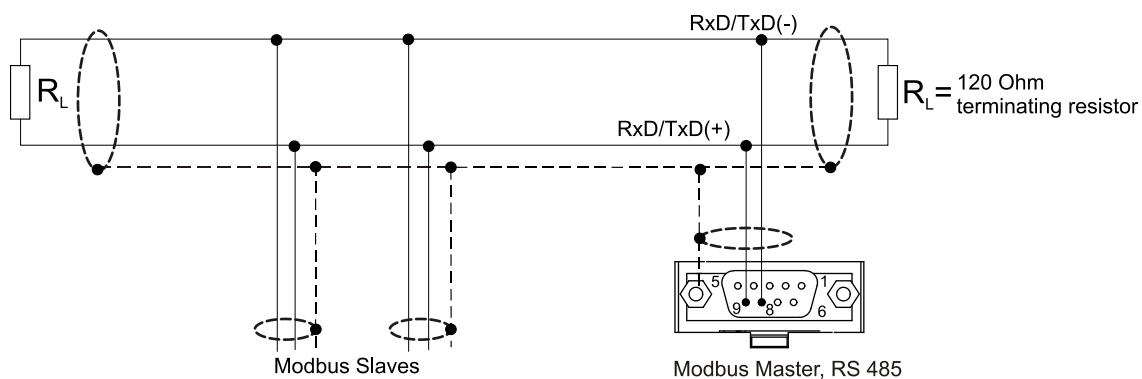 RxD/TxD(-)
R_L
R_L = 120 Ohm
terminating resistor
RxD/TxD(+)
5
1
9
8
6
Modbus Slaves
Modbus Master, RS 485